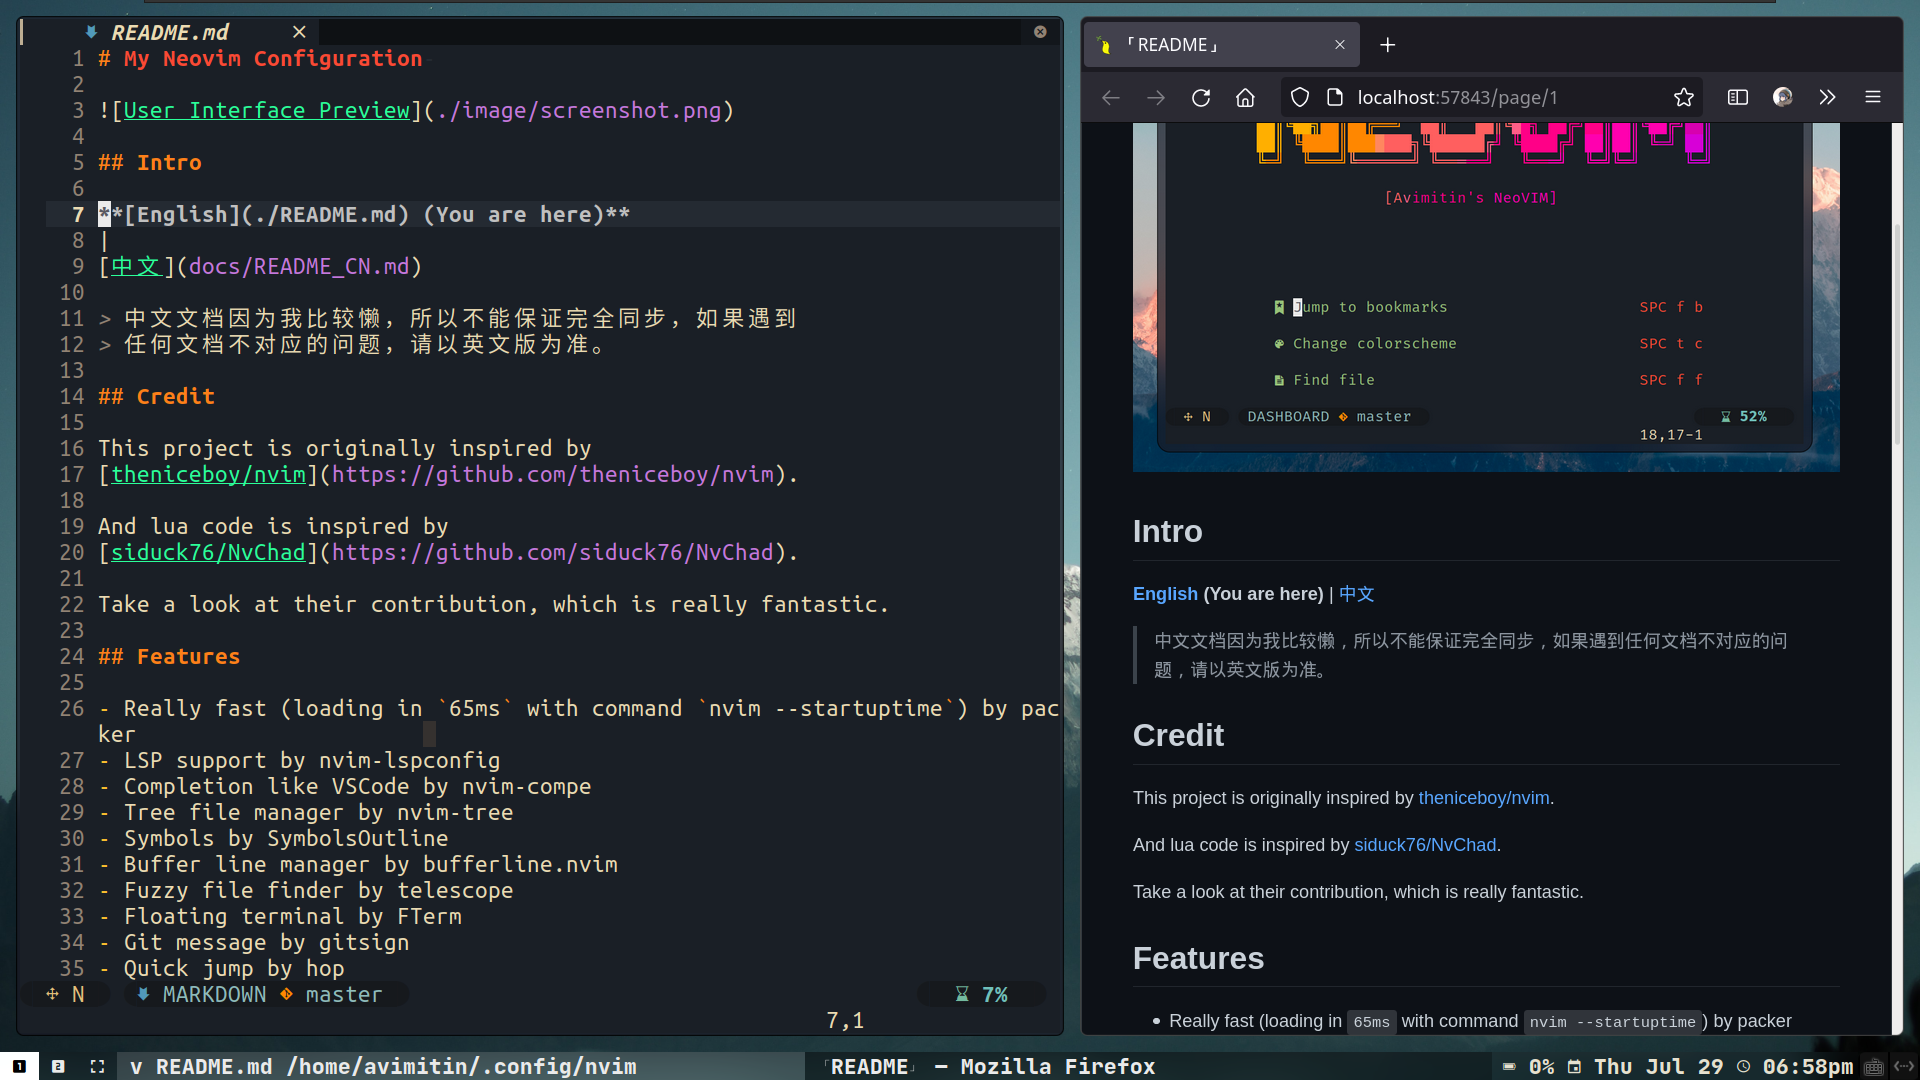 README.md
1 # My Neovim Configuration
2
3 ![User Interface Preview](./image/screenshot.png)
4
5 ## Intro
6
7 **[English](./README.md) (You are here)**
8 |
9 [中文](docs/README_CN.md)
10
11 > 中文文档因为我比较懒，所以不能保证完全同步，如果遇到
12 > 任何文档不对应的问题，请以英文版为准。
13
14 ## Credit
15
16 This project is originally inspired by
17 [theniceboy/nvim](https://github.com/theniceboy/nvim).
18
19 And lua code is inspired by
20 [siduck76/NvChad](https://github.com/siduck76/NvChad).
21
22 Take a look at their contribution, which is really fantastic.
23
24 ## Features
25
26 - Really fast (loading in `65ms` with command `nvim --startuptime`) by pac
ker
27 - LSP support by nvim-lspconfig
28 - Completion like VSCode by nvim-compe
29 - Tree file manager by nvim-tree
30 - Symbols by SymbolsOutline
31 - Buffer line manager by bufferline.nvim
32 - Fuzzy file finder by telescope
33 - Floating terminal by FTerm
34 - Git message by gitsign
35 - Quick jump by hop
N MARKDOWN master 7%
7,1
「README」
localhost:57843/page/1
[Avimitin's NeoVIM]
Jump to bookmarks SPC f b
Change colorscheme SPC t c
Find file SPC f f
N DASHBOARD master 52%
18,17-1
Intro
English (You are here) | 中文
中文文档因为我比较懒，所以不能保证完全同步，如果遇到任何文档不对应的问
题，请以英文版为准。
Credit
This project is originally inspired by theniceboy/nvim.
And lua code is inspired by siduck76/NvChad.
Take a look at their contribution, which is really fantastic.
Features
• Really fast (loading in 65ms with command nvim --startuptime) by packer
1 2 v README.md /home/avimitin/.config/nvim 「README」 — Mozilla Firefox 0% Thu Jul 29 06:58pm